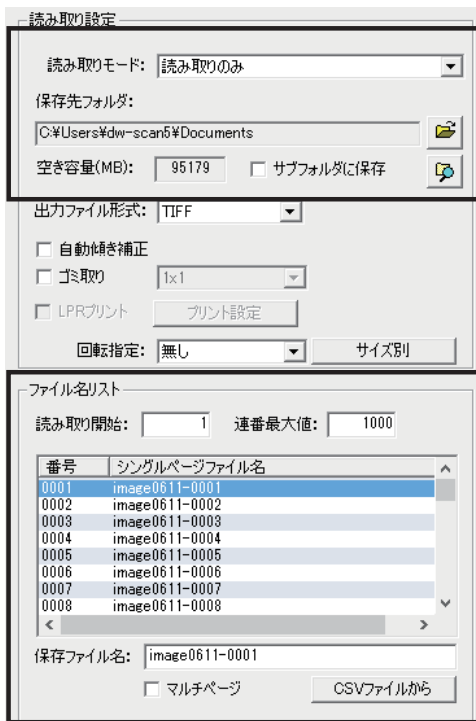 読み取り設定
読み取りモード: 読み取りのみ
保存先フォルダ:
C:¥Users¥dw-scan5¥Documents
空き容量(MB): 95179 サブフォルダに保存
出力ファイル形式: TIFF
自動傾き補正
ゴミ取り 1x1
LPRプリント プリント設定
回転指定: 無し サイズ別
ファイル名リスト
読み取り開始: 1 連番最大値: 1000
番号 シングルページファイル名
0001 image0611-0001
0002 image0611-0002
0003 image0611-0003
0004 image0611-0004
0005 image0611-0005
0006 image0611-0006
0007 image0611-0007
0008 image0611-0008
保存ファイル名: image0611-0001
マルチページ CSVファイルから